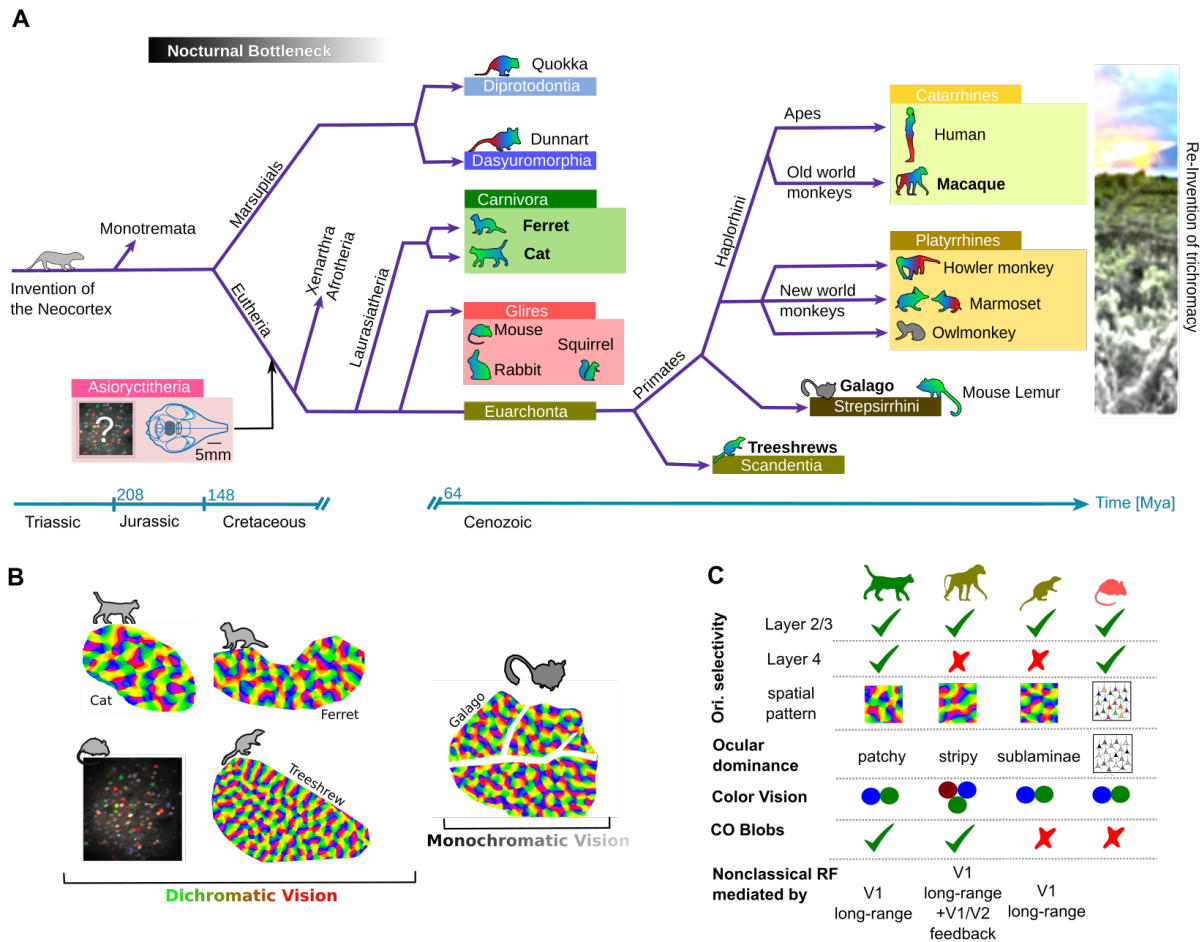 A
Nocturnal Bottleneck
Quokka
Diprotodontia
Dunnart
Dasyuromorphia
Marsupials
Monotremata
Invention of
the Neocortex
Eutheria
Xenarthra
Afrotheria
Laurasiatheria
Carnivora
Ferret
Cat
Glires
Mouse
Squirrel
Rabbit
Euarchonta
Primates
Haplorhini
Apes
Old world
monkeys
New world
monkeys
Catarrhines
Human
Macaque
Platyrrhines
Howler monkey
Marmoset
Owlmonkey
Galago
Strepsirrhini
Mouse Lemur
Treeshrews
Scandentia
Re-Invention of trichromacy
Asioryctitheria
?
5mm
208
148
64
Time [Mya]
Triassic
Jurassic
Cretaceous
Cenozoic
B
Cat
Ferret
Treeshrew
Galago
Monochromatic Vision
Dichromatic Vision
C
Ori. selectivity
Layer 2/3
Layer 4
spatial
pattern
Ocular
dominance
patchy
stripy
sublaminae
Color Vision
CO Blobs
Nonclassical RF
mediated by
V1
long-range
V1
long-range
+V1/V2
feedback
V1
long-range